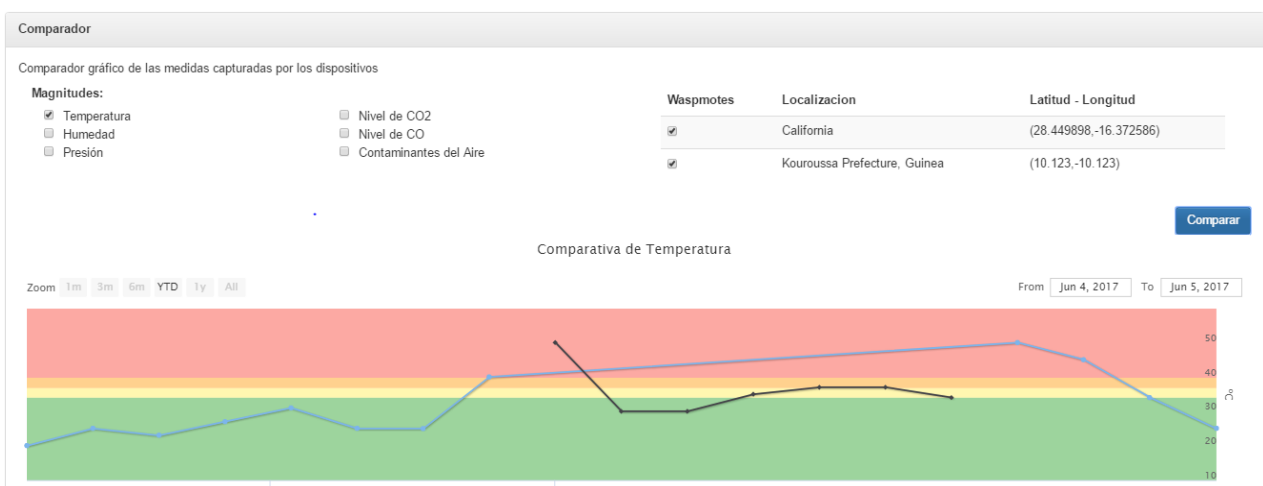 Comparador
Comparador gráfico de las medidas capturadas por los dispositivos
Magnitudes:
Temperatura
Humedad
Presión
Nivel de CO2
Nivel de CO
Contaminantes del Aire
Waspmotes Localizacion Latitud - Longitud
California (28.449898,-16.372586)
Kouroussa Prefecture, Guinea (10.123,-10.123)
Comparar
Comparativa de Temperatura
Zoom 1m 3m 6m YTD 1y All
From Jun 4, 2017 To Jun 5, 2017
50
40
30
20
10
ºC